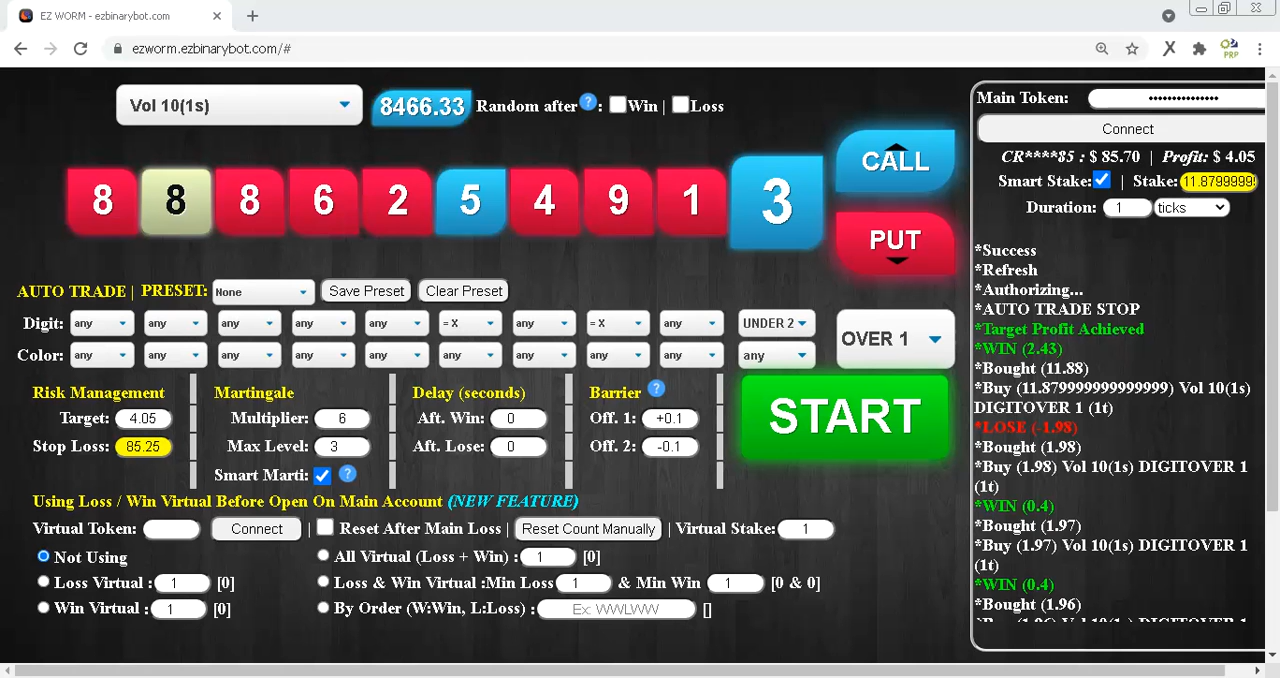 EZ WORM - ezbinarybot.com
ezworm.ezbinarybot.com/#
X
PRP
Vol 10(1s)
8466.33
Random after ? : Win | Loss
8 8 8 6 2 5 4 9 1 3
CALL
PUT
AUTO TRADE | PRESET: None Save Preset Clear Preset
Digit: any any any any any = X any = X any UNDER 2
Color: any any any any any any any any any any
OVER 1
Risk Management Martingale Delay (seconds) Barrier ?
Target: 4.05 Multiplier: 6 Aft. Win: 0 Off. 1: +0.1
Stop Loss: 85.25 Max Level: 3 Aft. Lose: 0 Off. 2: -0.1
Smart Marti: ?
START
Using Loss / Win Virtual Before Open On Main Account (NEW FEATURE)
Virtual Token: Connect | Reset After Main Loss | Reset Count Manually | Virtual Stake: 1
Not Using All Virtual (Loss + Win) : 1 [0]
Loss Virtual : 1 [0] Loss & Win Virtual :Min Loss 1 & Min Win 1 [0 & 0]
Win Virtual : 1 [0] By Order (W:Win, L:Loss) : Ex: WWLWW []
Main Token: •••••••••••••••
Connect
CR****85 : $ 85.70 | Profit: $ 4.05
Smart Stake: | Stake: 11.8799999
Duration: 1 ticks
*Success
*Refresh
*Authorizing...
*AUTO TRADE STOP
*Target Profit Achieved
*WIN (2.43)
*Bought (11.88)
*Buy (11.879999999999999) Vol 10(1s)
DIGITOVER 1 (1t)
*LOSE (-1.98)
*Bought (1.98)
*Buy (1.98) Vol 10(1s) DIGITOVER 1
(1t)
*WIN (0.4)
*Bought (1.97)
*Buy (1.97) Vol 10(1s) DIGITOVER 1
(1t)
*WIN (0.4)
*Bought (1.96)
*Buy (1.96) Vol 10(1s) DIGITOVER 1